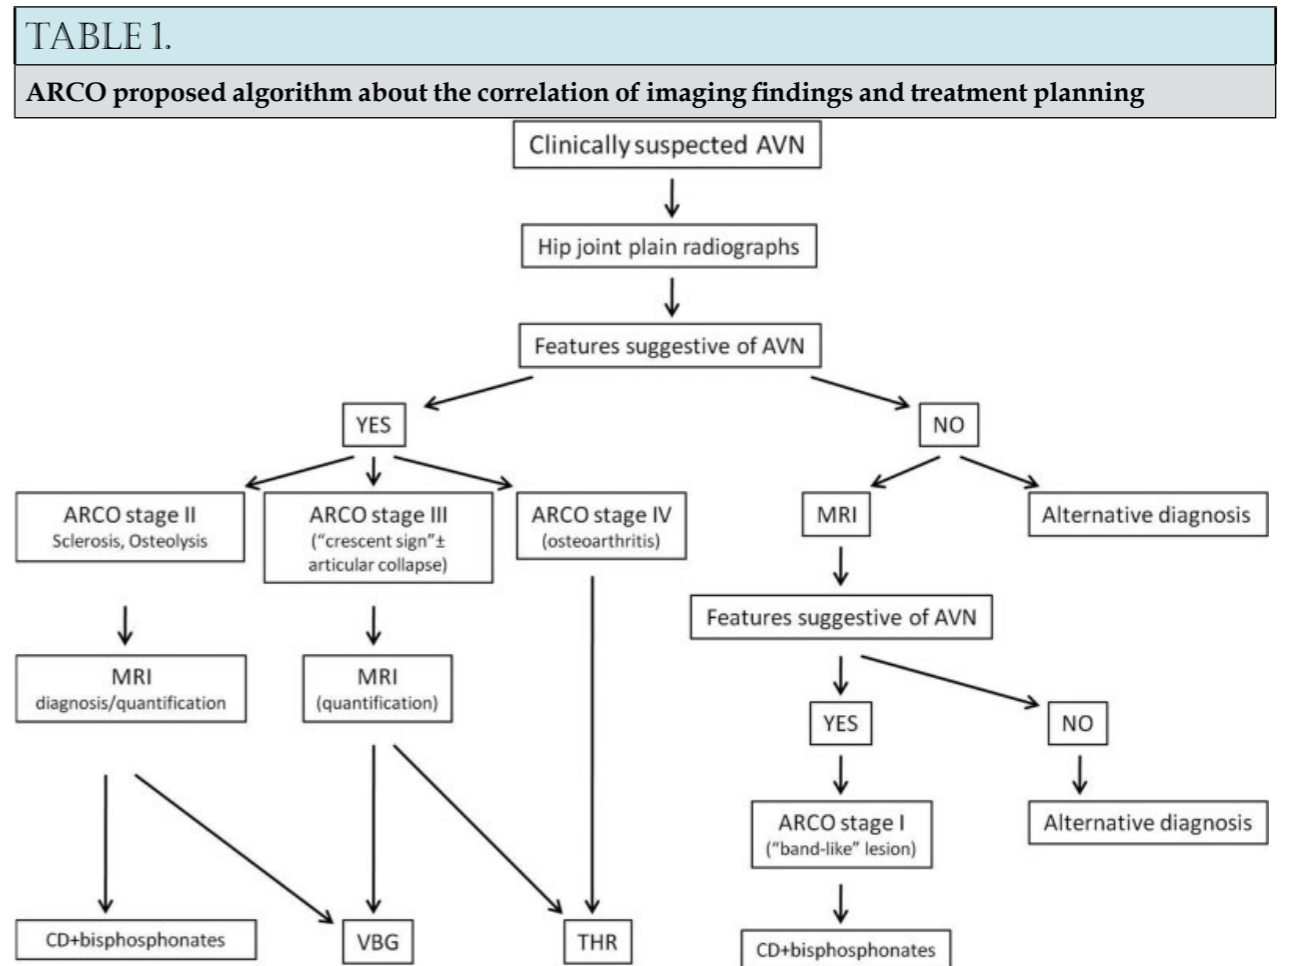 TABLE 1.
ARCO proposed algorithm about the correlation of imaging findings and treatment planning
Clinically suspected AVN
Hip joint plain radiographs
Features suggestive of AVN
YES
NO
ARCO stage II
Sclerosis, Osteolysis
ARCO stage III
("crescent sign"±
articular collapse)
ARCO stage IV
(osteoarthritis)
MRI
Alternative diagnosis
Features suggestive of AVN
MRI
diagnosis/quantification
MRI
(quantification)
YES
NO
ARCO stage I
("band-like" lesion)
Alternative diagnosis
CD+bisphosphonates
VBG
THR
CD+bisphosphonates